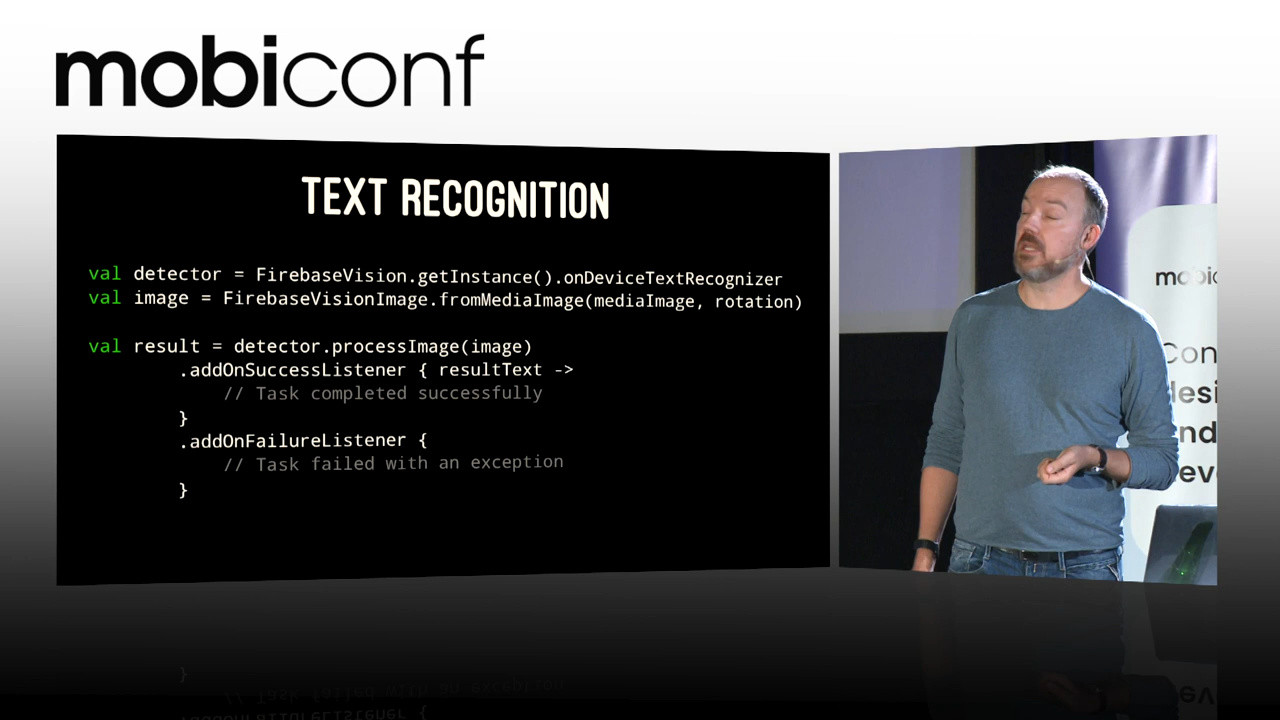 mobiconf
TEXT RECOGNITION
val detector = FirebaseVision.getInstance().onDeviceTextRecognizer
val image = FirebaseVisionImage.fromMediaImage(mediaImage, rotation)
val result = detector.processImage(image)
.addOnSuccessListener { resultText ->
// Task completed successfully
}
.addOnFailureListener {
// Task failed with an exception
}